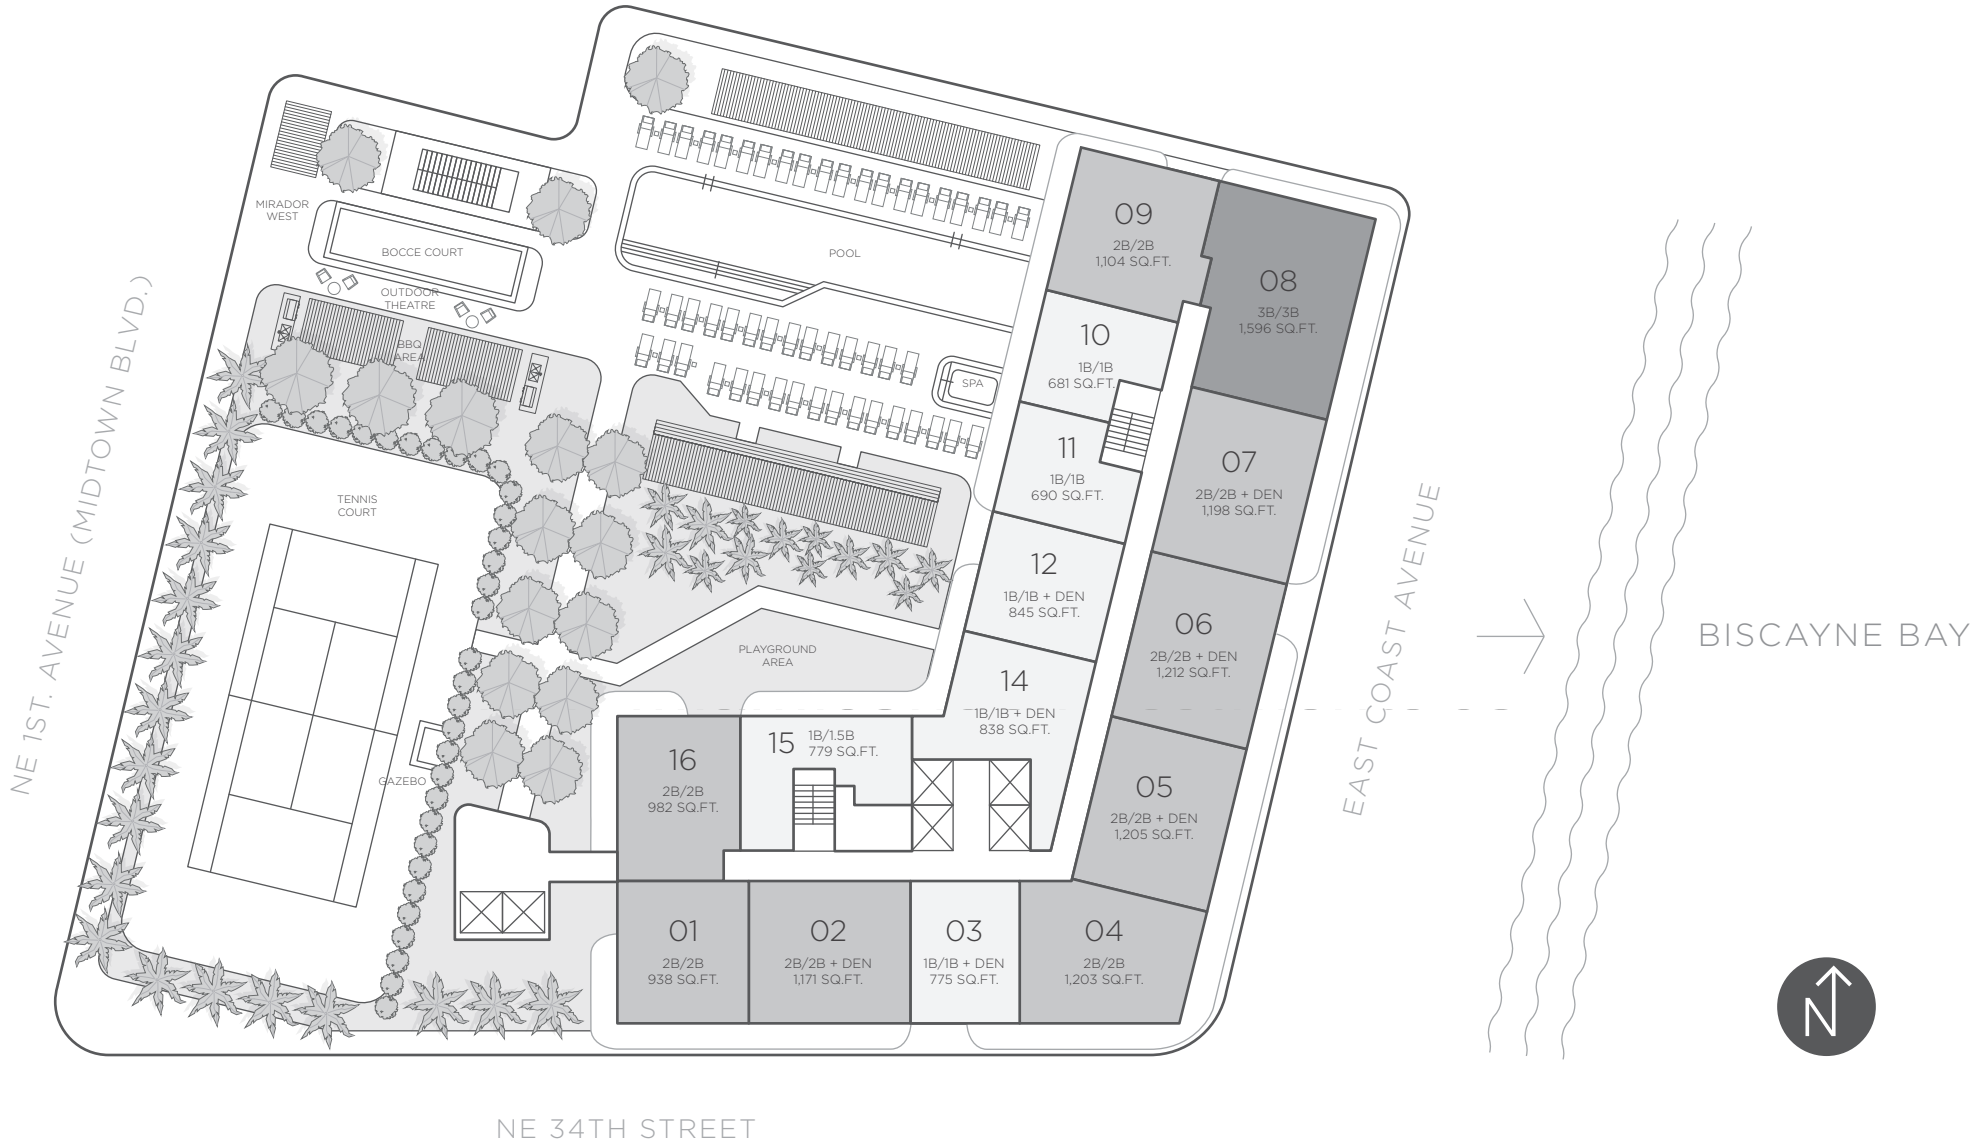 MIRADOR
WEST
BOCCE COURT
OUTDOOR
THEATRE
BBQ
AREA
POOL
SPA
TENNIS
COURT
PLAYGROUND
AREA
GAZEBO
09
2B/2B
1,104 SQ.FT.
08
3B/3B
1,596 SQ.FT.
10
1B/1B
681 SQ.FT.
11
1B/1B
690 SQ.FT.
07
2B/2B + DEN
1,198 SQ.FT.
12
1B/1B + DEN
845 SQ.FT.
06
2B/2B + DEN
1,212 SQ.FT.
14
1B/1B + DEN
838 SQ.FT.
16
2B/2B
982 SQ.FT.
15
1B/1.5B
779 SQ.FT.
05
2B/2B + DEN
1,205 SQ.FT.
01
2B/2B
938 SQ.FT.
02
2B/2B + DEN
1,171 SQ.FT.
03
1B/1B + DEN
775 SQ.FT.
04
2B/2B
1,203 SQ.FT.
NE 1ST. AVENUE (MIDTOWN BLVD.)
EAST COAST AVENUE
BISCAYNE BAY
N
NE 34TH STREET